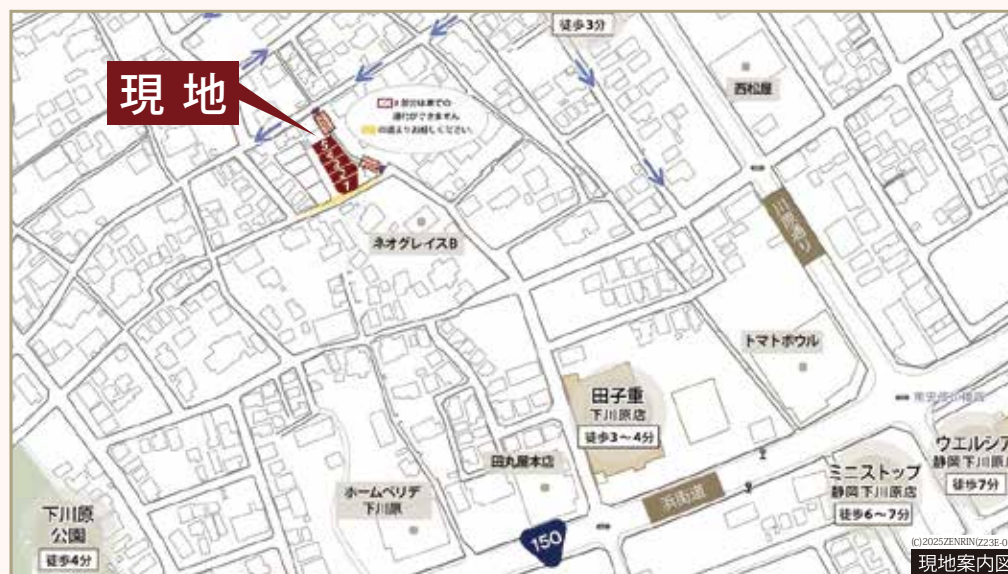 徒歩3分
西松屋
現地
部分は車での
通行ができません
の道よりお越しください
5
2
1
川原通り
ネオグレイスB
トマトボウル
田子重
下川原店
徒歩3～4分
田丸屋本店
ウエルシア
静岡下川原
徒歩7分
ミニストップ
静岡下川原店
徒歩6～7分
浜街道
ホームベリデ
下川原
150
下川原
公園
徒歩4分
(C)2025ZENRIN(Z23E-0
現地案内図